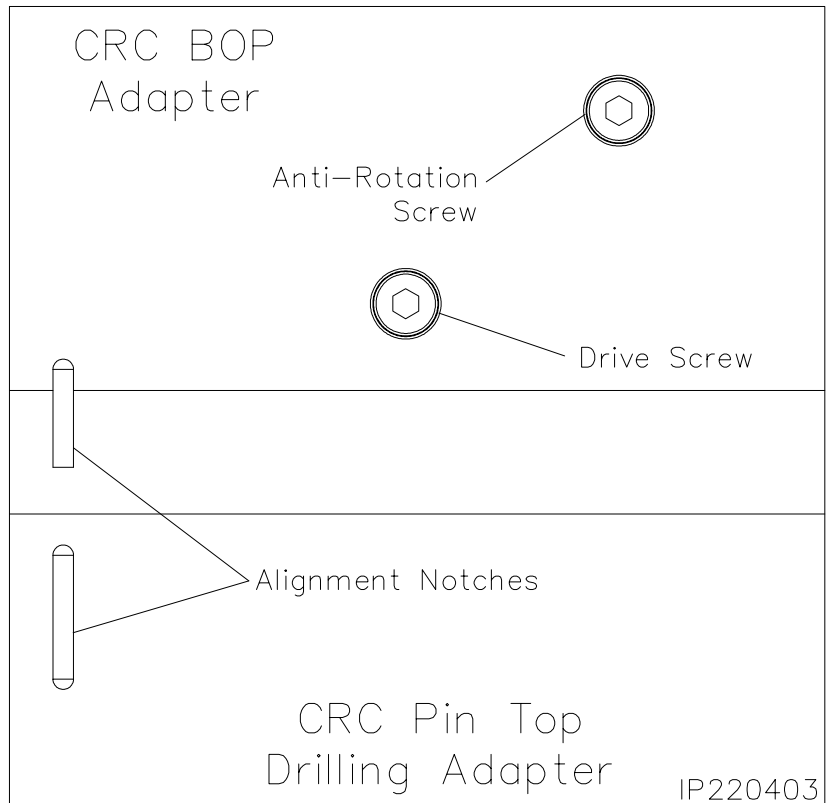 CRC BOP
Adapter
Anti-Rotation
Screw
Drive Screw
Alignment Notches
CRC Pin Top
Drilling Adapter
IP220403